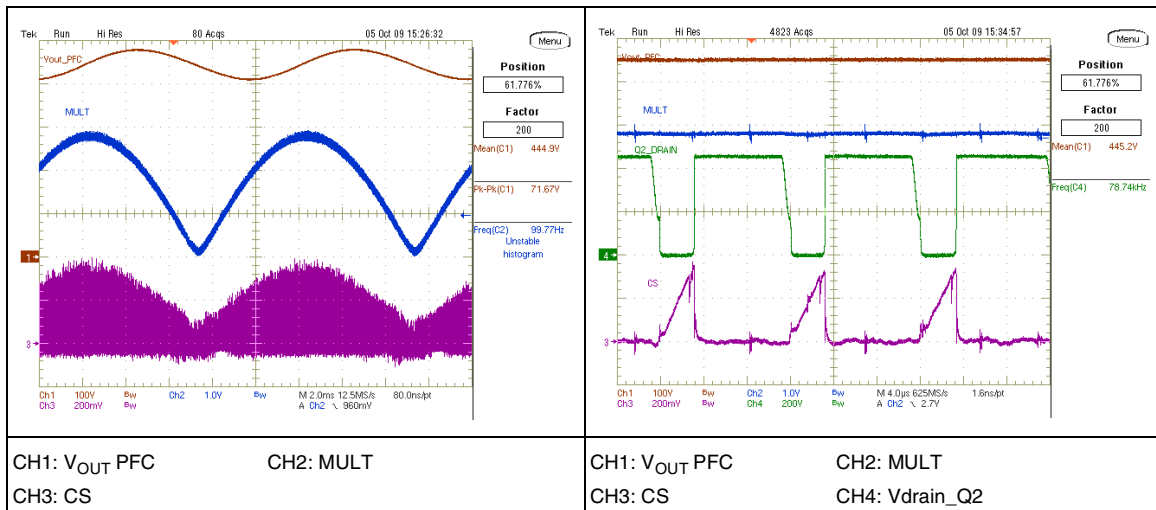 Tek Run Hi Res 80 Acqs 05 Oct 09 15:26:32
Menu
Vout_PFC
Position
61.776%
MULT
Factor
200
Mean(C1) 444.9V
Pk-Pk(C1) 71.67V
Freq(C2) 99.77Hz
Unstable
histogram
1
3
Ch1 100V Bw Ch2 1.0V Bw M 2.0ms 12.5MS/s 80.0ns/pt
Ch3 200mV Bw A Ch2 \ 960mV
CH1: VOUT PFC CH2: MULT
CH3: CS
Tek Run Hi Res 4823 Acqs 05 Oct 09 15:34:57
Menu
Vout_PFC
Position
61.776%
MULT
Factor
200
Q2_DRAIN
Mean(C1) 445.2V
Freq(C4) 78.74kHz
4
CS
3
Ch1 100V Bw Ch2 1.0V Bw M 4.0µs 625MS/s 1.6ns/pt
Ch3 200mV Bw Ch4 200V Bw A Ch2 \ 2.7V
CH1: VOUT PFC CH2: MULT
CH3: CS CH4: Vdrain_Q2